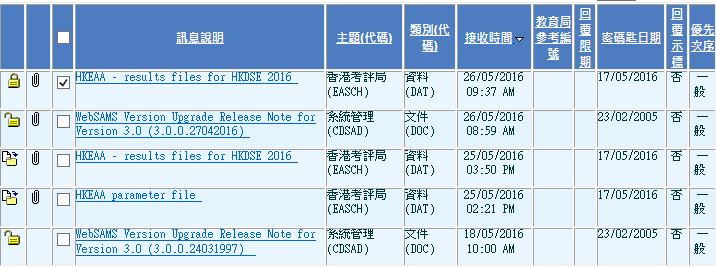 訊息說明 主題(代碼) 類別(代碼) 接收時間 教育局參考編號 回覆限期 密碼匙日期 回覆示標 優先次序
HKEAA - results files for HKDSE 2016 香港考評局 資料 26/05/2016 17/05/2016 否 一般
(EASCH) (DAT) 09:37 AM
WebSAMS Version Upgrade Release Note for 系統管理 文件 26/05/2016 23/02/2005 否 一般
Version 3.0 (3.0.0.27042016) (CDSAD) (DOC) 08:59 AM
HKEAA - results files for HKDSE 2016 香港考評局 資料 25/05/2016 17/05/2016 否 一般
(EASCH) (DAT) 03:50 PM
HKEAA parameter file 香港考評局 資料 25/05/2016 17/05/2016 否 一般
(EASCH) (DAT) 02:21 PM
WebSAMS Version Upgrade Release Note for 系統管理 文件 18/05/2016 23/02/2005 否 一般
Version 3.0 (3.0.0.24031997) (CDSAD) (DOC) 10:00 AM